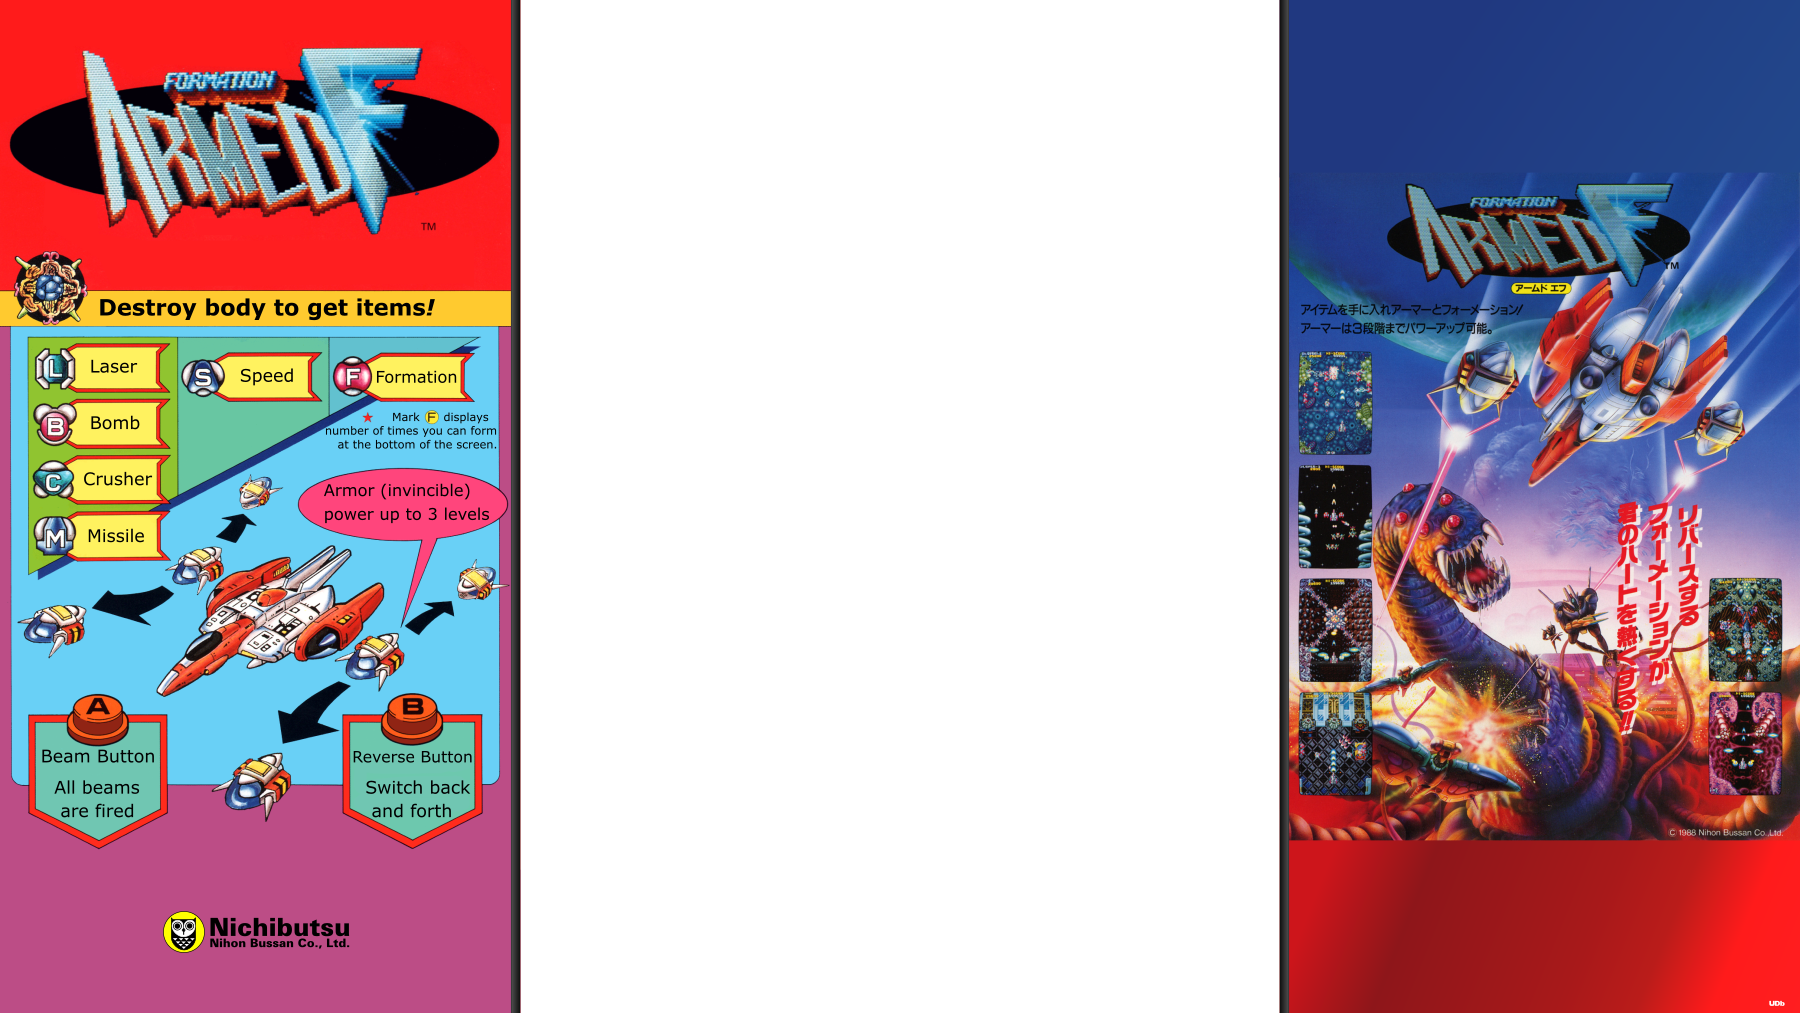 FORMATION
ARMED F
TM
Destroy body to get items!
L Laser
S Speed
F Formation
B Bomb
C Crusher
M Missile
★ Mark F displays
number of times you can form
at the bottom of the screen.
Armor (invincible)
power up to 3 levels
A
Beam Button
All beams
are fired
B
Reverse Button
Switch back
and forth
Nichibutsu
Nihon Bussan Co., Ltd.
FORMATION
ARMED F
TM
アームド エフ
アイテムを手に入れアーマーとフォーメーション!
アーマーは3段階までパワーアップ可能。
リバースする
フォーメーションが
君のハートを熱くする!!
© 1988 Nihon Bussan Co.,Ltd.
UDb